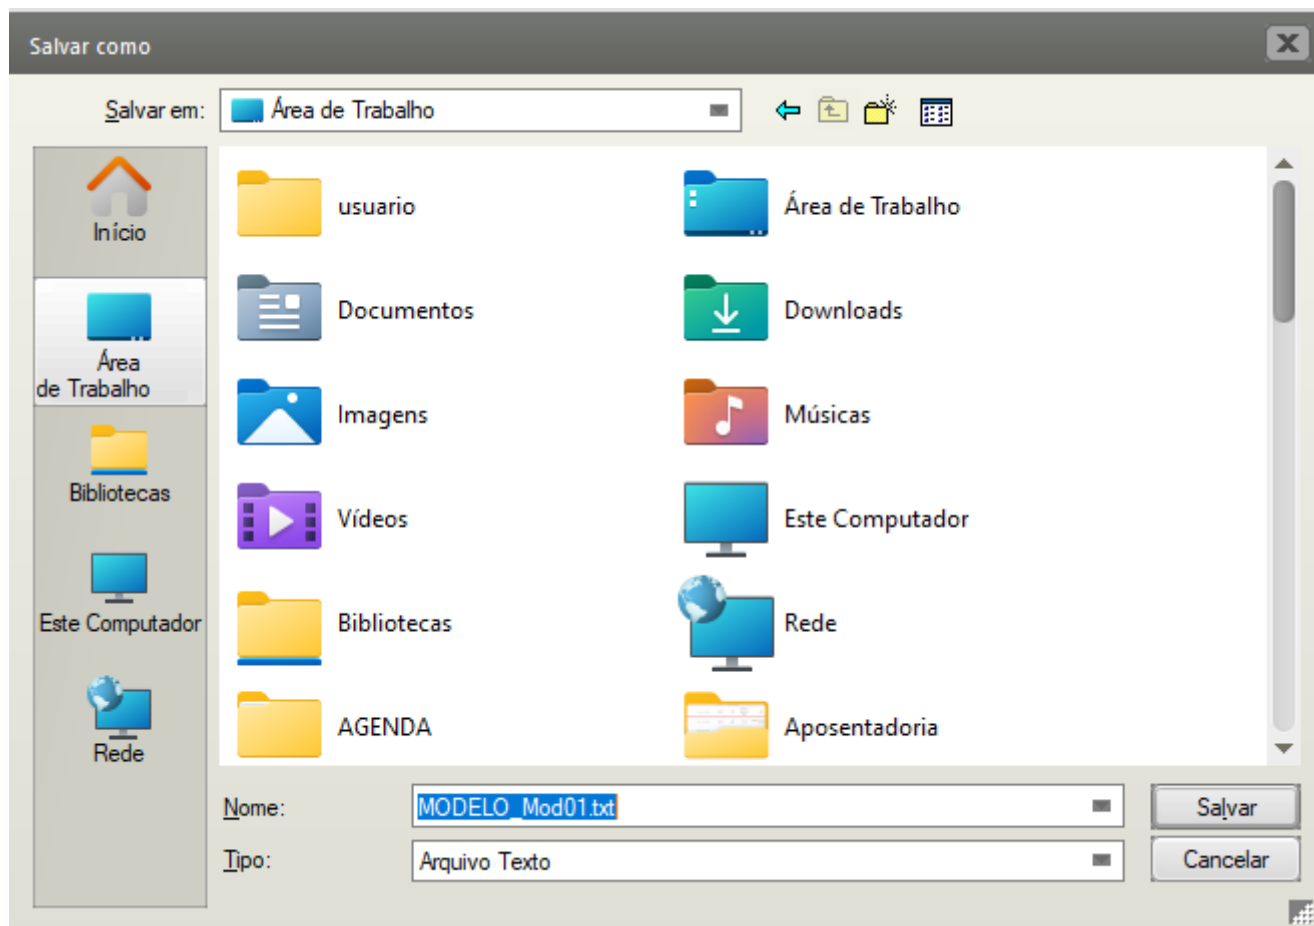 Salvar como
Salvar em:
Área de Trabalho
Início
Área
de Trabalho
Bibliotecas
Este Computador
Rede
usuario
Área de Trabalho
Documentos
Downloads
Imagens
Músicas
Vídeos
Este Computador
Bibliotecas
Rede
AGENDA
Aposentadoria
Nome:
MODELO_Mod01.txt
Salvar
Tipo:
Arquivo Texto
Cancelar